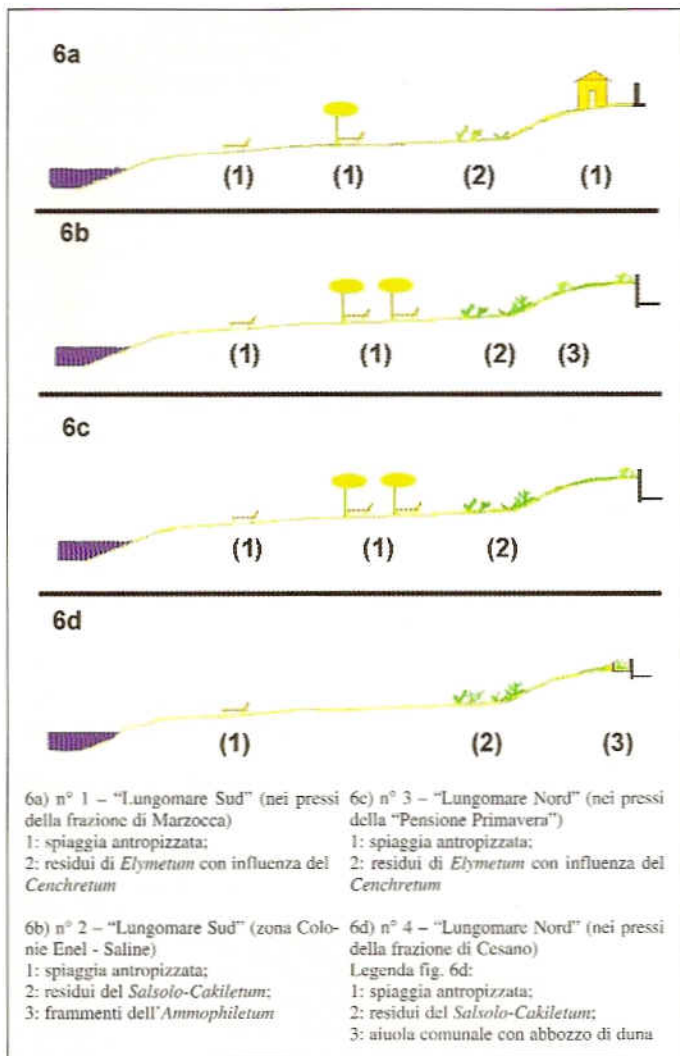 6a
(1) (1) (2) (1)
6b
(1) (1) (2) (3)
6c
(1) (1) (2)
6d
(1) (2) (3)
6a) n° 1 – “Lungomare Sud” (nei pressi
della frazione di Marzocca)
1: spiaggia antropizzata;
2: residui di Elymetum con influenza del
Cenchretum
6b) n° 2 – “Lungomare Sud” (zona Colo-
nie Enel - Saline)
1: spiaggia antropizzata;
2: residui del Salsolo-Cakiletum;
3: frammenti dell’Ammophiletum
6c) n° 3 – “Lungomare Nord” (nei pressi
della “Pensione Primavera”)
1: spiaggia antropizzata;
2: residui di Elymetum con influenza del
Cenchretum
6d) n° 4 – “Lungomare Nord” (nei pressi
della frazione di Cesano)
Legenda fig. 6d:
1: spiaggia antropizzata;
2: residui del Salsolo-Cakiletum;
3: aiuola comunale con abbozzo di duna